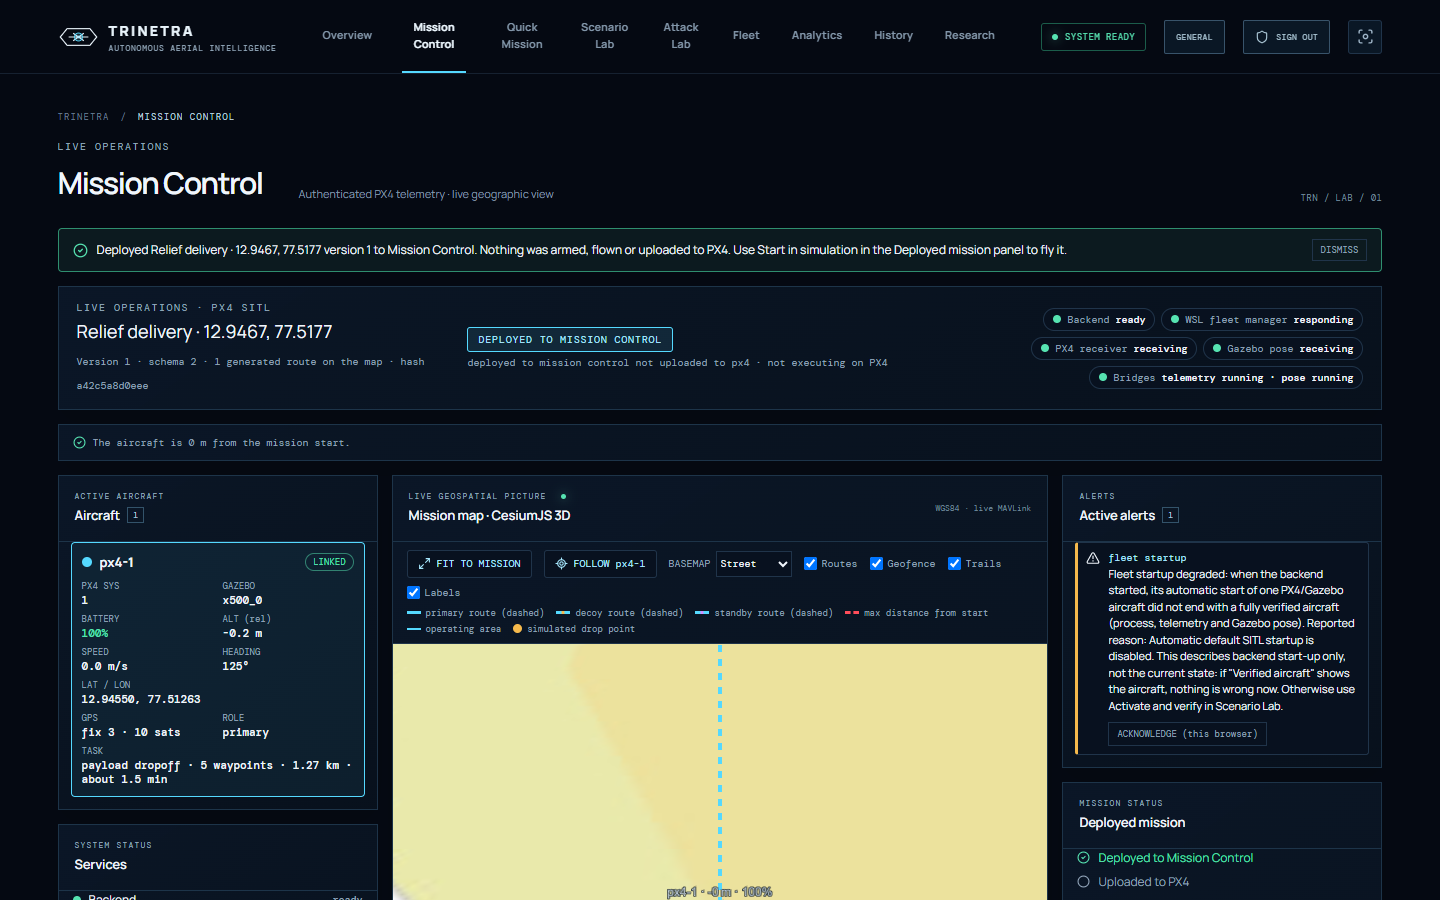 TRINETRA
AUTONOMOUS AERIAL INTELLIGENCE
Overview
Mission Control
Quick Mission
Scenario Lab
Attack Lab
Fleet
Analytics
History
Research
SYSTEM READY
GENERAL
SIGN OUT
TRINETRA / MISSION CONTROL
LIVE OPERATIONS
Mission Control
Authenticated PX4 telemetry · live geographic view
TRN / LAB / 01
Deployed Relief delivery · 12.9467, 77.5177 version 1 to Mission Control. Nothing was armed, flown or uploaded to PX4. Use Start in simulation in the Deployed mission panel to fly it.
DISMISS
LIVE OPERATIONS · PX4 SITL
Relief delivery · 12.9467, 77.5177
Version 1 · schema 2 · 1 generated route on the map · hash
a42c5a8d0eee
DEPLOYED TO MISSION CONTROL
deployed to mission control not uploaded to px4 · not executing on PX4
Backend ready
WSL fleet manager responding
PX4 receiver receiving
Gazebo pose receiving
Bridges telemetry running · pose running
The aircraft is 0 m from the mission start.
ACTIVE AIRCRAFT
Aircraft 1
px4-1
LINKED
PX4 SYS
1
GAZEBO
x500_0
BATTERY
100%
ALT (rel)
-0.2 m
SPEED
0.0 m/s
HEADING
125°
LAT / LON
12.94550, 77.51263
GPS
fix 3 · 10 sats
ROLE
primary
TASK
payload dropoff · 5 waypoints · 1.27 km ·
about 1.5 min
SYSTEM STATUS
Services
Backend
ready
LIVE GEOSPATIAL PICTURE
Mission map · CesiumJS 3D
WGS84 · live MAVLink
FIT TO MISSION
FOLLOW px4-1
BASEMAP
Street
Routes
Geofence
Trails
Labels
primary route (dashed)
decoy route (dashed)
standby route (dashed)
max distance from start
operating area
simulated drop point
px4-1 · -0 m · 100%
ALERTS
Active alerts 1
fleet startup
Fleet startup degraded: when the backend
started, its automatic start of one PX4/Gazebo
aircraft did not end with a fully verified aircraft
(process, telemetry and Gazebo pose). Reported
reason: Automatic default SITL startup is
disabled. This describes backend start-up only,
not the current state: if "Verified aircraft" shows
the aircraft, nothing is wrong now. Otherwise use
Activate and verify in Scenario Lab.
ACKNOWLEDGE (this browser)
MISSION STATUS
Deployed mission
Deployed to Mission Control
Uploaded to PX4